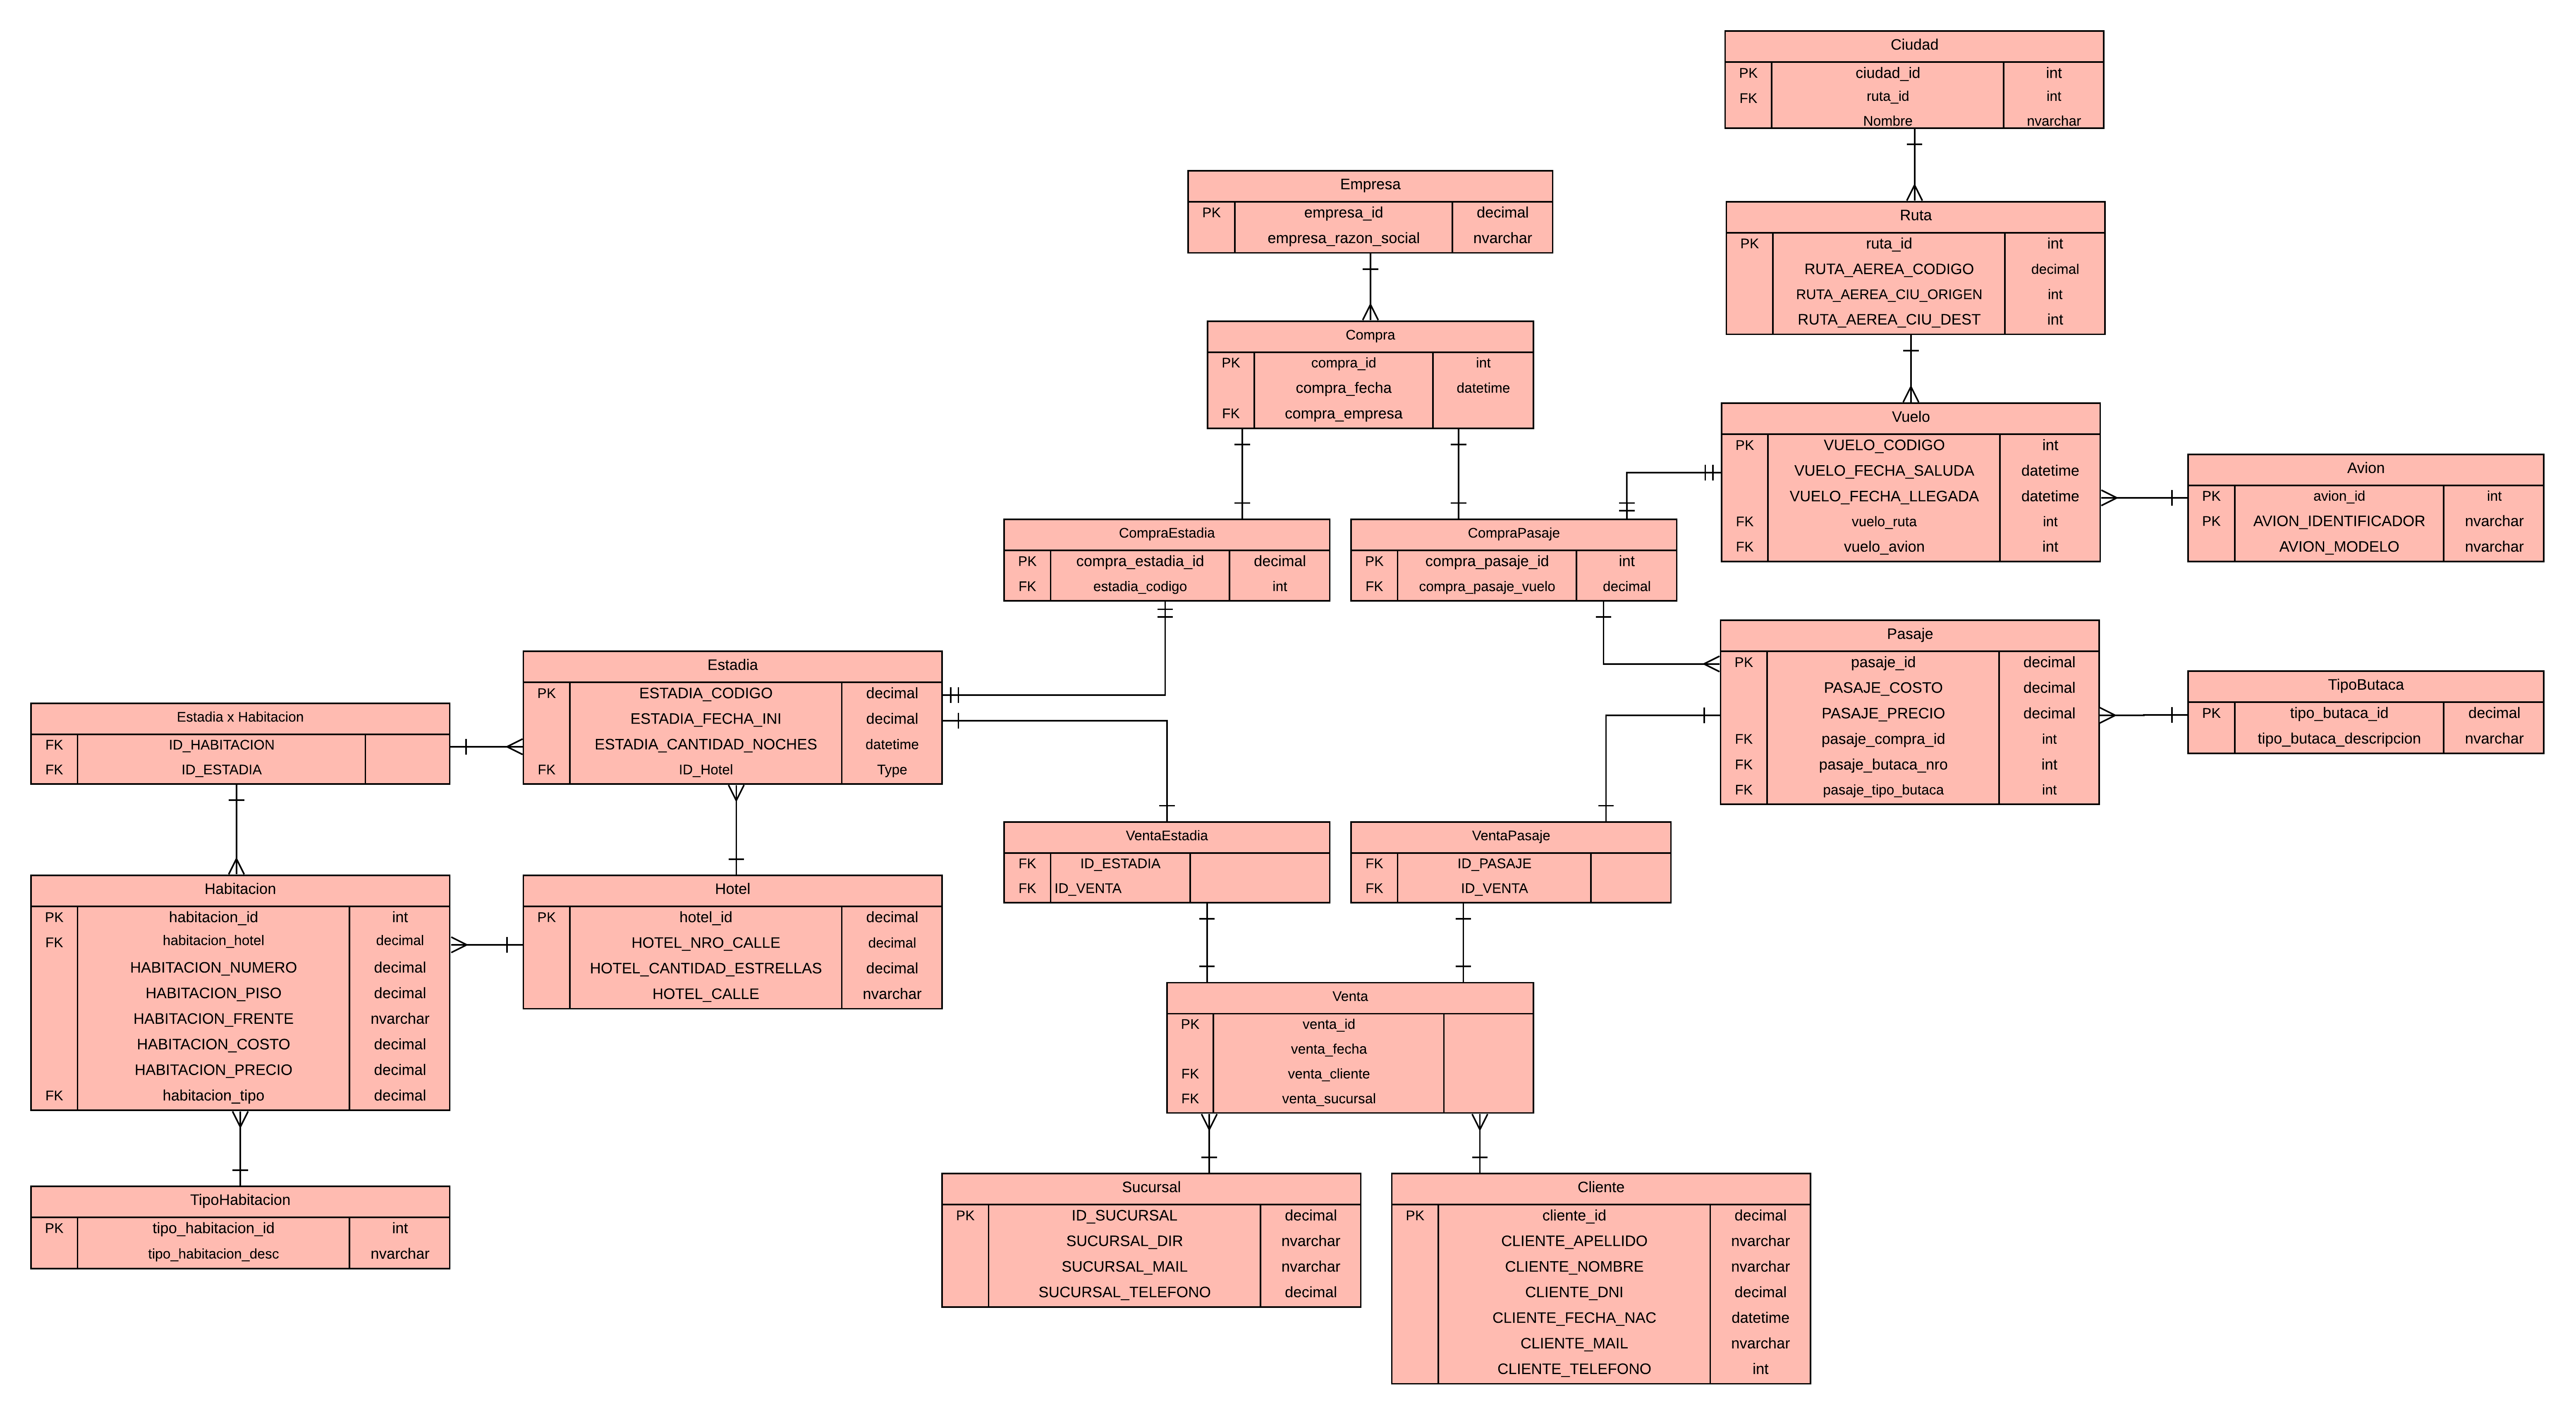 Ciudad
PK ciudad_id int
FK ruta_id int
Nombre nvarchar
Empresa
PK empresa_id decimal
empresa_razon_social nvarchar
Ruta
PK ruta_id int
RUTA_AEREA_CODIGO decimal
RUTA_AEREA_CIU_ORIGEN int
RUTA_AEREA_CIU_DEST int
Compra
PK compra_id int
compra_fecha datetime
FK compra_empresa
Vuelo
PK VUELO_CODIGO int
VUELO_FECHA_SALUDA datetime
VUELO_FECHA_LLEGADA datetime
FK vuelo_ruta int
FK vuelo_avion int
Avion
PK avion_id int
PK AVION_IDENTIFICADOR nvarchar
AVION_MODELO nvarchar
CompraEstadia
PK compra_estadia_id decimal
FK estadia_codigo int
CompraPasaje
PK compra_pasaje_id int
FK compra_pasaje_vuelo decimal
Pasaje
PK pasaje_id decimal
PASAJE_COSTO decimal
PASAJE_PRECIO decimal
FK pasaje_compra_id int
FK pasaje_butaca_nro int
FK pasaje_tipo_butaca int
TipoButaca
PK tipo_butaca_id decimal
tipo_butaca_descripcion nvarchar
Estadia
PK ESTADIA_CODIGO decimal
ESTADIA_FECHA_INI decimal
ESTADIA_CANTIDAD_NOCHES datetime
FK ID_Hotel Type
Estadia x Habitacion
FK ID_HABITACION
FK ID_ESTADIA
VentaEstadia
FK ID_ESTADIA
FK ID_VENTA
VentaPasaje
FK ID_PASAJE
FK ID_VENTA
Habitacion
PK habitacion_id int
FK habitacion_hotel decimal
HABITACION_NUMERO decimal
HABITACION_PISO decimal
HABITACION_FRENTE nvarchar
HABITACION_COSTO decimal
HABITACION_PRECIO decimal
FK habitacion_tipo decimal
Hotel
PK hotel_id decimal
HOTEL_NRO_CALLE decimal
HOTEL_CANTIDAD_ESTRELLAS decimal
HOTEL_CALLE nvarchar
Venta
PK venta_id
venta_fecha
FK venta_cliente
FK venta_sucursal
TipoHabitacion
PK tipo_habitacion_id int
tipo_habitacion_desc nvarchar
Sucursal
PK ID_SUCURSAL decimal
SUCURSAL_DIR nvarchar
SUCURSAL_MAIL nvarchar
SUCURSAL_TELEFONO decimal
Cliente
PK cliente_id decimal
CLIENTE_APELLIDO nvarchar
CLIENTE_NOMBRE nvarchar
CLIENTE_DNI decimal
CLIENTE_FECHA_NAC datetime
CLIENTE_MAIL nvarchar
CLIENTE_TELEFONO int